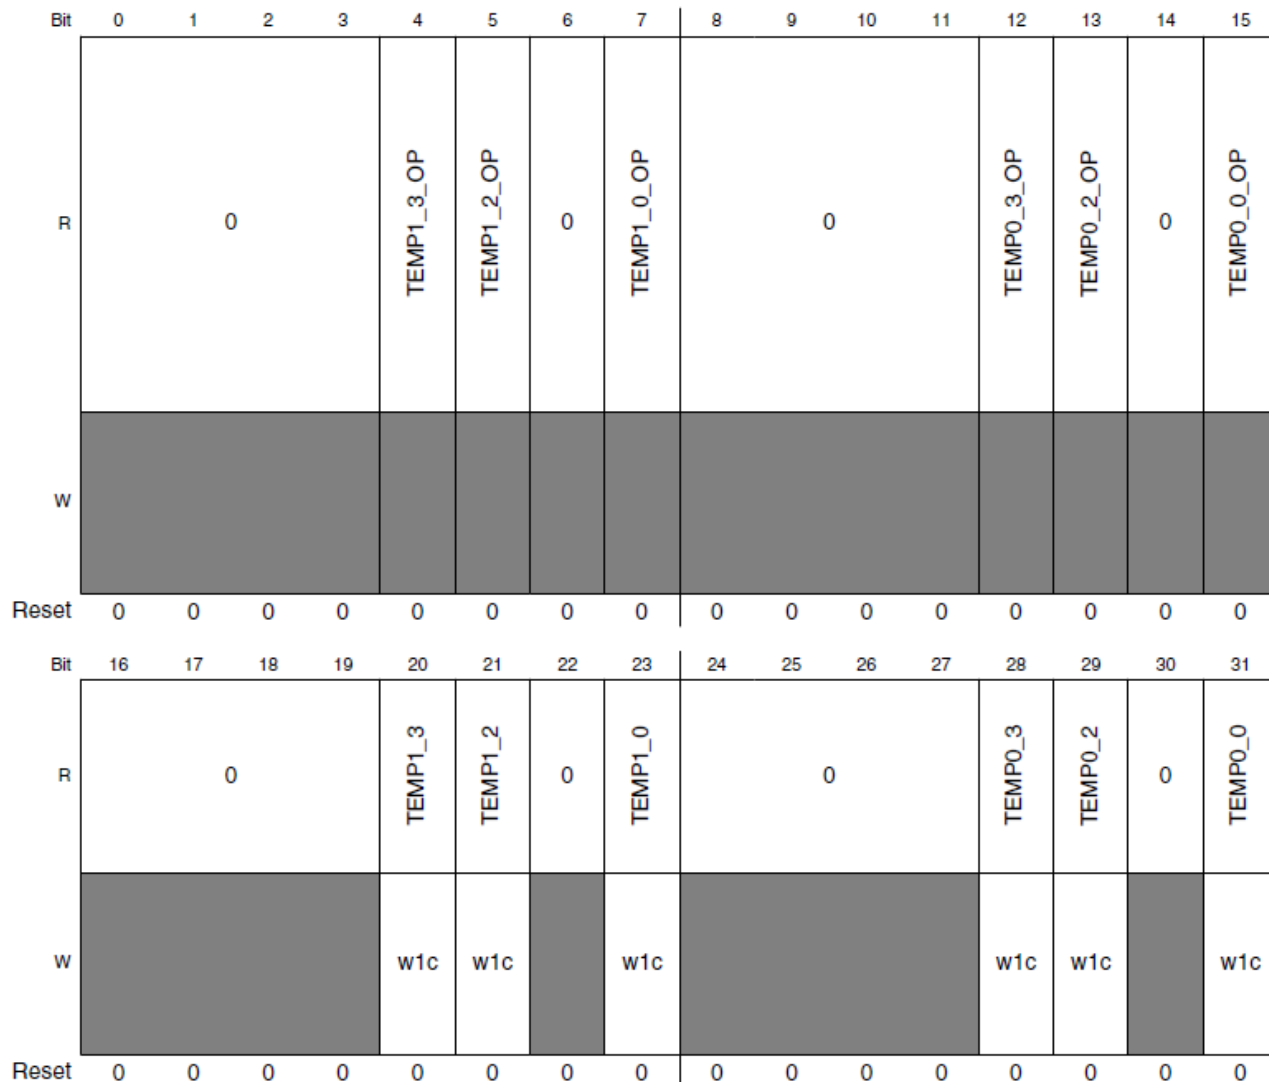 Bit 0 1 2 3 4 5 6 7 8 9 10 11 12 13 14 15
R 0 TEMP1_3_OP TEMP1_2_OP 0 TEMP1_0_OP 0 TEMP0_3_OP TEMP0_2_OP 0 TEMP0_0_OP
W
Reset 0 0 0 0 0 0 0 0 0 0 0 0 0 0 0 0
Bit 16 17 18 19 20 21 22 23 24 25 26 27 28 29 30 31
R 0 TEMP1_3 TEMP1_2 0 TEMP1_0 0 TEMP0_3 TEMP0_2 0 TEMP0_0
W w1c w1c w1c w1c w1c w1c
Reset 0 0 0 0 0 0 0 0 0 0 0 0 0 0 0 0